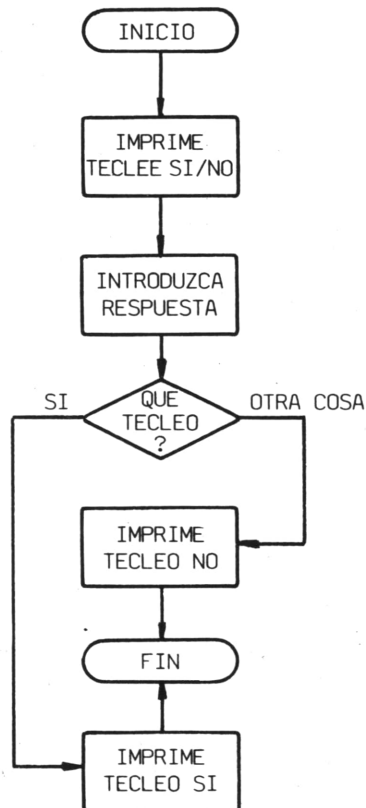 INICIO
IMPRIME
TECLEE SI/NO
INTRODUZCA
RESPUESTA
SI
QUE
TECLEO
?
OTRA COSA
IMPRIME
TECLEO NO
FIN
IMPRIME
TECLEO SI